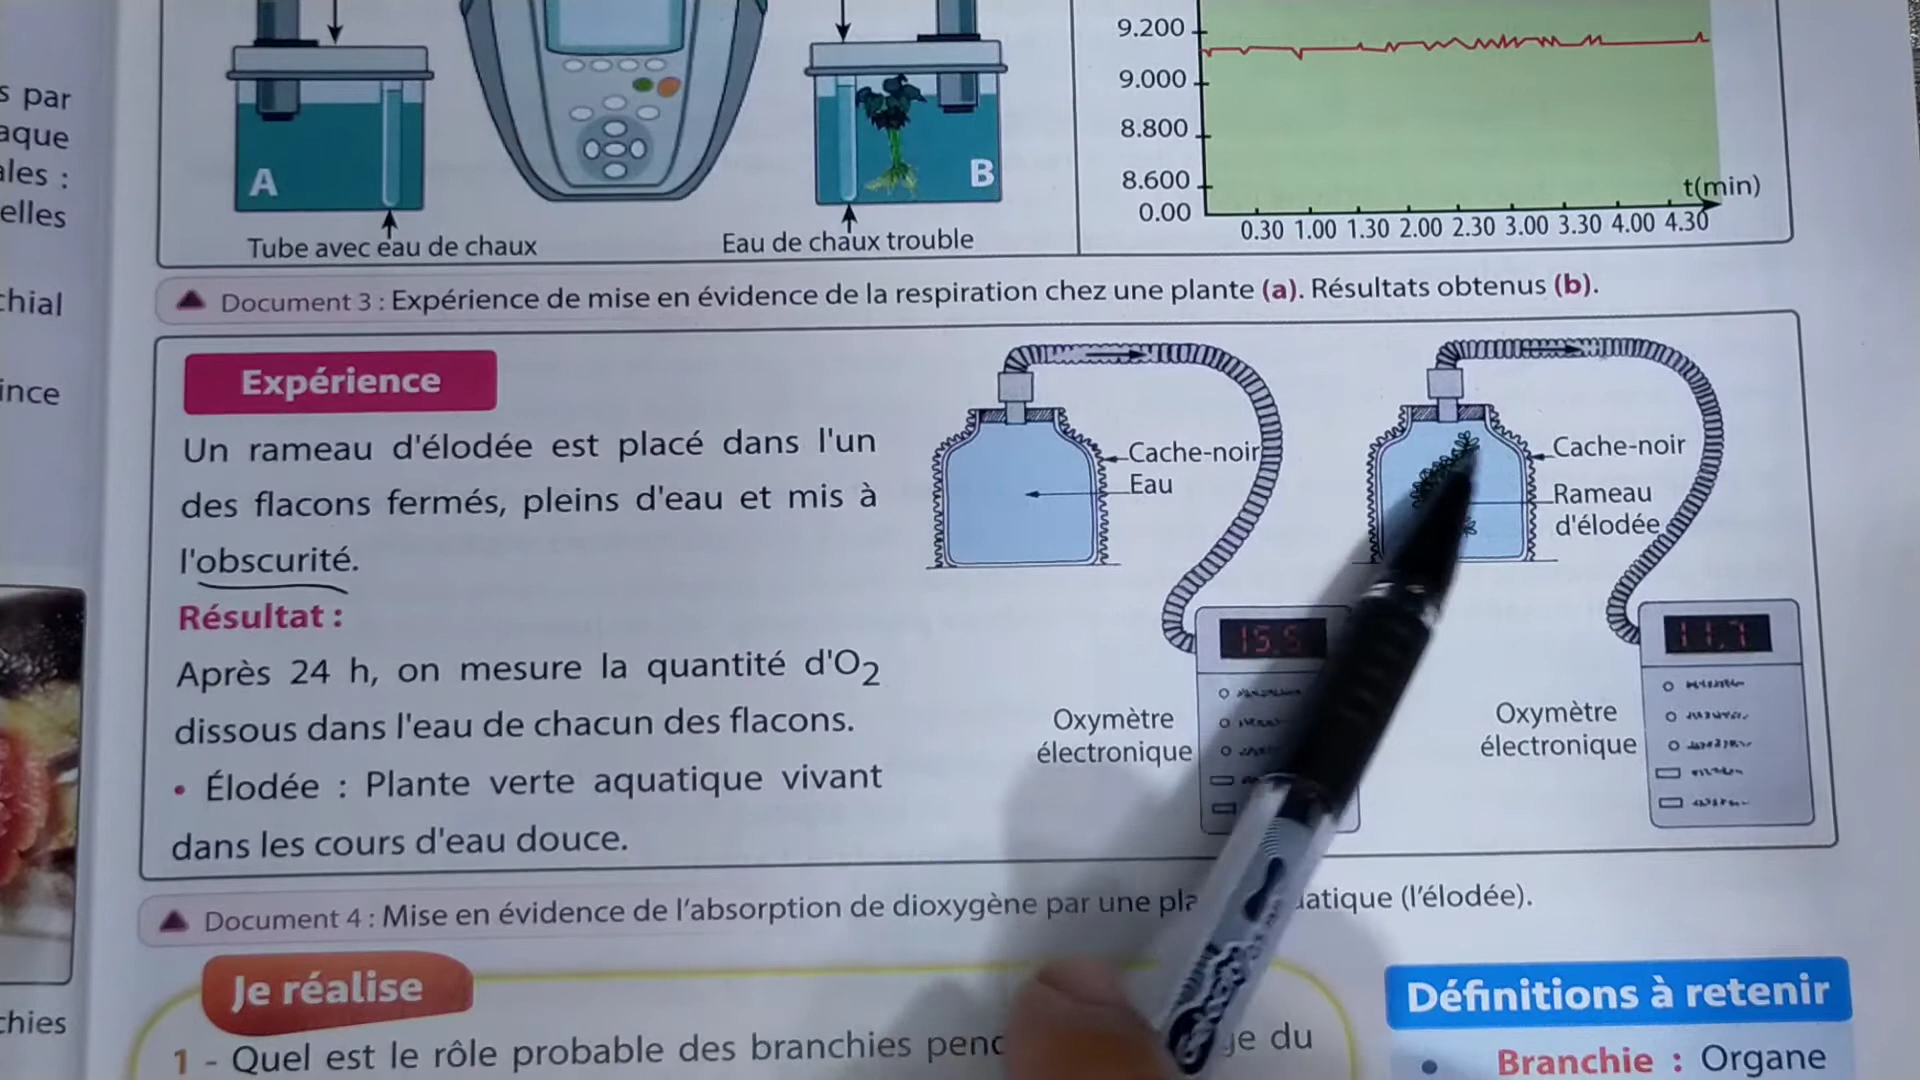 s par
aque
ales :
elles
chial
ince
chies
A
B
Tube avec eau de chaux
Eau de chaux trouble
9.200
9.000
8.800
8.600
0.00
t(min)
0.30 1.00 1.30 2.00 2.30 3.00 3.30 4.00 4.30
Document 3 : Expérience de mise en évidence de la respiration chez une plante (a). Résultats obtenus (b).
Expérience
Un rameau d'élodée est placé dans l'un
des flacons fermés, pleins d'eau et mis à
l'obscurité.
Résultat :
Après 24 h, on mesure la quantité d'O2
dissous dans l'eau de chacun des flacons.
• Élodée : Plante verte aquatique vivant
dans les cours d'eau douce.
Cache-noir
Eau
15.5
Oxymètre
électronique
Cache-noir
Rameau
d'élodée
11,7
Oxymètre
électronique
Document 4 : Mise en évidence de l'absorption de dioxygène par une pla atique (l'élodée).
Je réalise
1 - Quel est le rôle probable des branchies penc ge du
Définitions à retenir
• Branchie : Organe